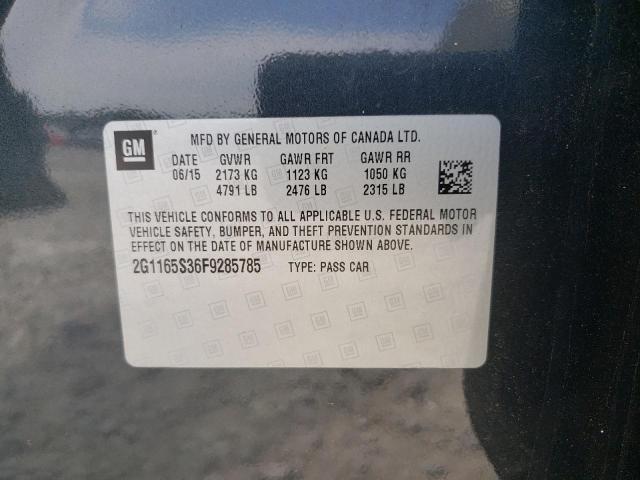 GM
MFD BY GENERAL MOTORS OF CANADA LTD.
DATE GVWR GAWR FRT GAWR RR
06/15 2173 KG 1123 KG 1050 KG
4791 LB 2476 LB 2315 LB
THIS VEHICLE CONFORMS TO ALL APPLICABLE U.S. FEDERAL MOTOR
VEHICLE SAFETY, BUMPER, AND THEFT PREVENTION STANDARDS IN
EFFECT ON THE DATE OF MANUFACTURE SHOWN ABOVE.
2G1165S36F9285785 TYPE: PASS CAR